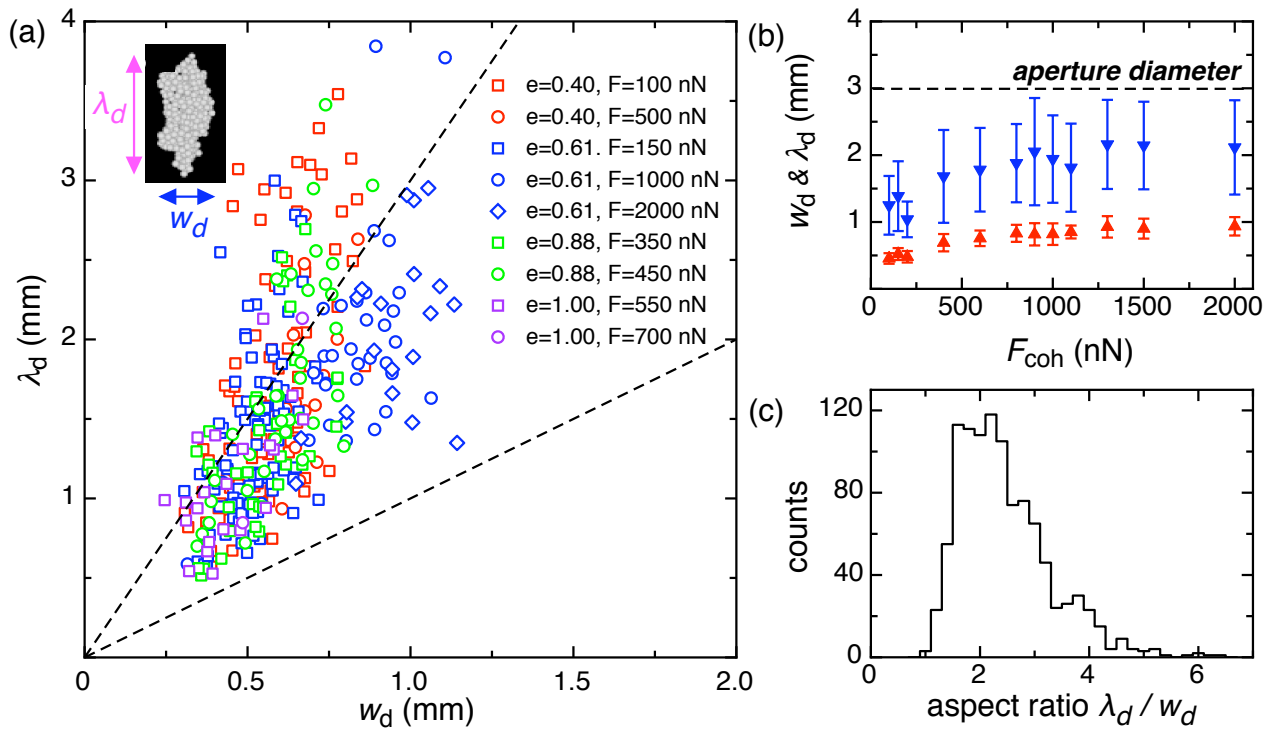 (a)
4
3
2
1
λd (mm)
0
0.5
1.0
1.5
2.0
wd (mm)
λd
wd
e=0.40, F=100 nN
e=0.40, F=500 nN
e=0.61. F=150 nN
e=0.61, F=1000 nN
e=0.61, F=2000 nN
e=0.88, F=350 nN
e=0.88, F=450 nN
e=1.00, F=550 nN
e=1.00, F=700 nN
(b)
4
3
2
1
0
wd & λd (mm)
aperture diameter
0
500
1000
1500
2000
Fcoh (nN)
(c)
120
80
40
0
counts
0
2
4
6
aspect ratio λd / wd